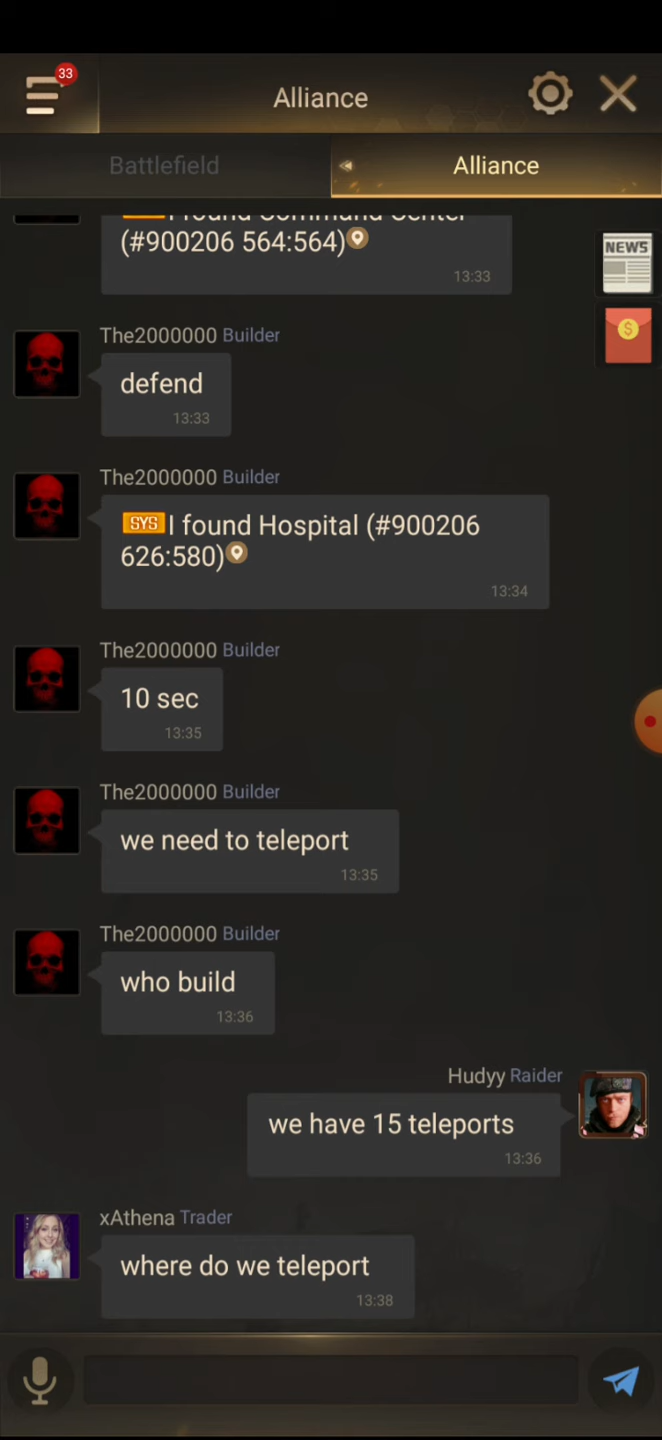 33
Alliance
Battlefield
Alliance
I found Command Center
(#900206 564:564)
13:33
NEWS
$
The2000000 Builder
defend
13:33
The2000000 Builder
SYS I found Hospital (#900206
626:580)
13:34
The2000000 Builder
10 sec
13:35
The2000000 Builder
we need to teleport
13:35
The2000000 Builder
who build
13:36
Hudyy Raider
we have 15 teleports
13:36
xAthena Trader
where do we teleport
13:38